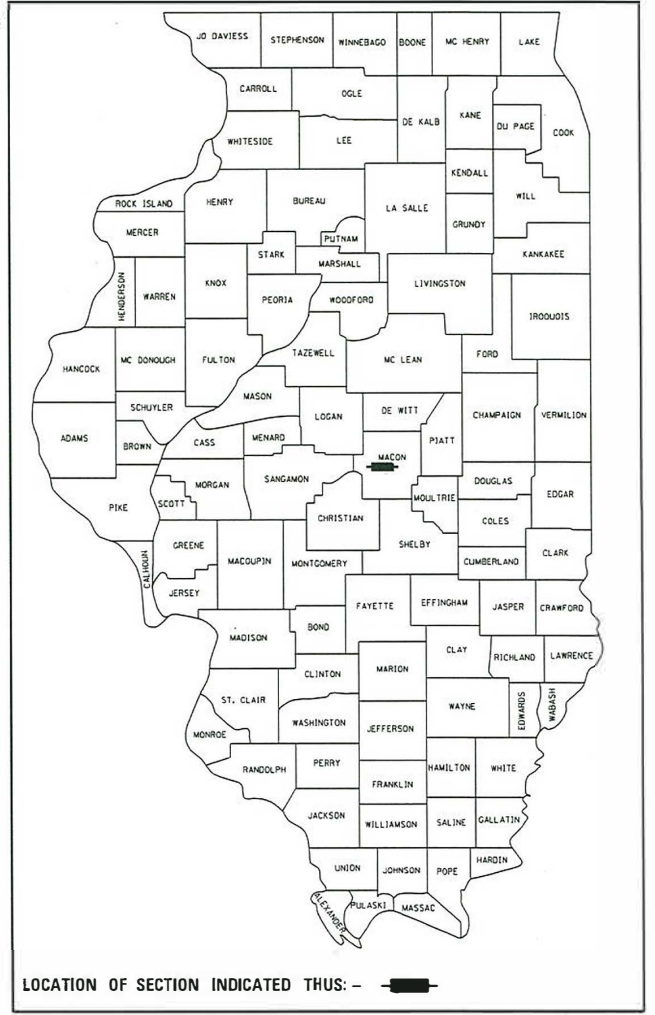 JO DAVIESS STEPHENSON WINNEBAGO BOONE MC HENRY LAKE
CARROLL OGLE DE KALB KANE DU PAGE COOK
WHITESIDE LEE
KENDALL WILL
ROCK ISLAND HENRY BUREAU LA SALLE GRUNDY
MERCER PUTNAM
STARK MARSHALL KANKAKEE
HENDERSON WARREN KNOX PEORIA WOODFORD LIVINGSTON IROQUOIS
HANCOCK MC DONOUGH FULTON TAZEWELL MC LEAN FORD
MASON
SCHUYLER LOGAN DE WITT CHAMPAIGN VERMILION
ADAMS BROWN CASS MENARD PIATT
MACON
SANGAMON
PIKE SCOTT MORGAN MOULTRIE DOUGLAS EDGAR
CHRISTIAN COLES
GREENE SHELBY
CALHOUN MACOUPIN MONTGOMERY CUMBERLAND CLARK
JERSEY FAYETTE EFFINGHAM JASPER CRAWFORD
MADISON BOND
CLAY RICHLAND LAWRENCE
CLINTON MARION
ST. CLAIR WAYNE EDWARDS WABASH
MONROE WASHINGTON JEFFERSON
RANDOLPH PERRY HAMILTON WHITE
FRANKLIN
JACKSON WILLIAMSON SALINE GALLATIN
UNION JOHNSON POPE HARDIN
ALEXANDER PULASKI MASSAC
LOCATION OF SECTION INDICATED THUS: –